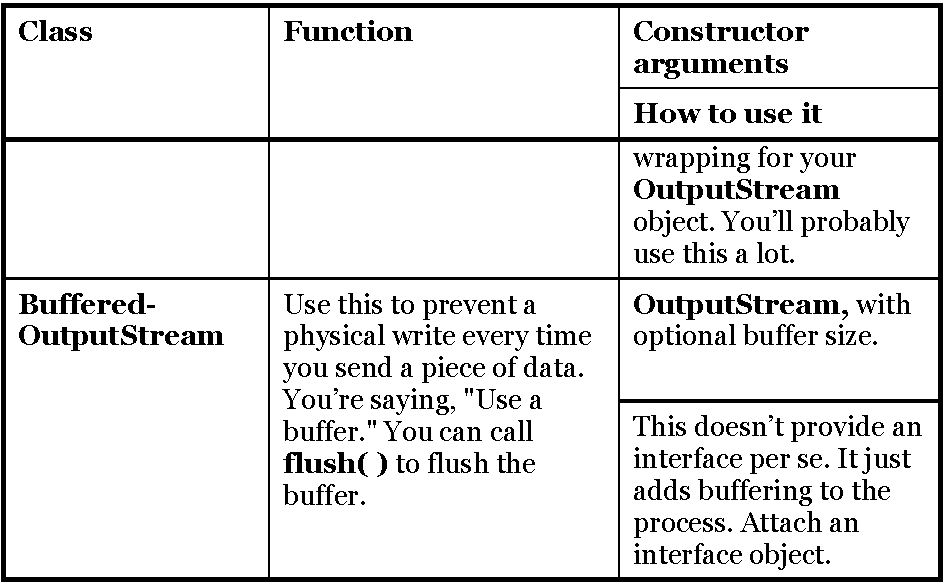 Class
Function
Constructor
arguments
How to use it
wrapping for your
OutputStream
object. You’ll probably
use this a lot.
Buffered-
OutputStream
Use this to prevent a
physical write every time
you send a piece of data.
You’re saying, "Use a
buffer." You can call
flush( ) to flush the
buffer.
OutputStream, with
optional buffer size.
This doesn’t provide an
interface per se. It just
adds buffering to the
process. Attach an
interface object.